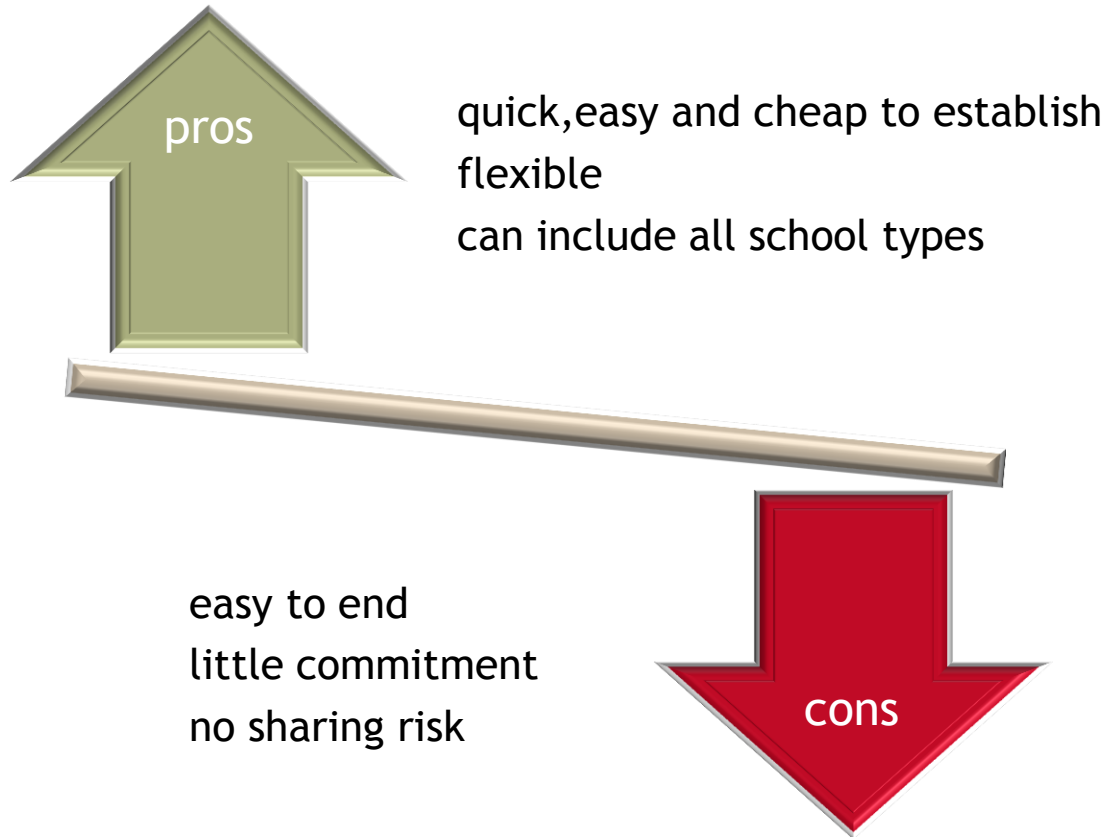 pros
quick,easy and cheap to establish
flexible
can include all school types
easy to end
little commitment
no sharing risk
cons